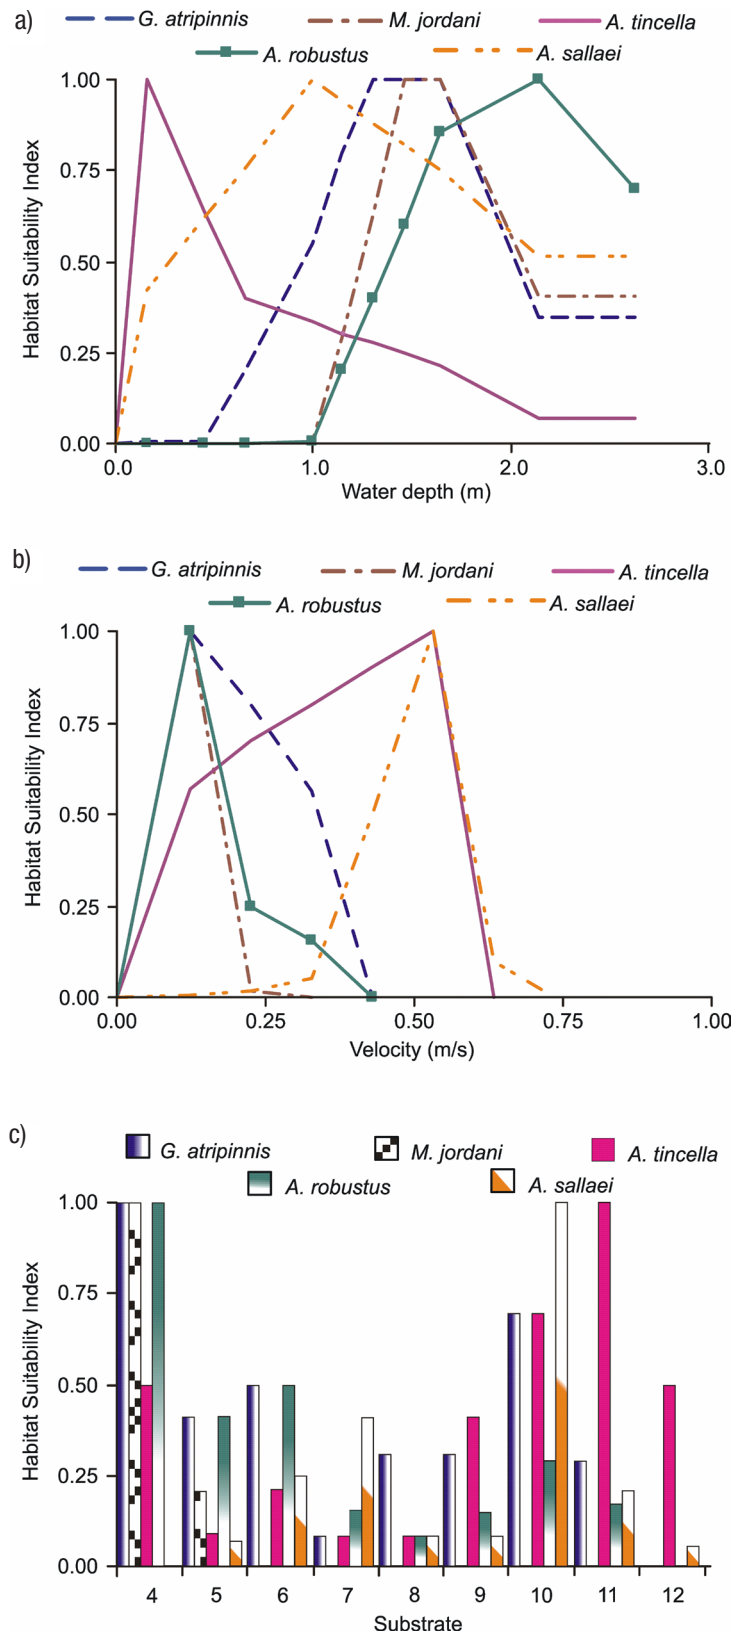 a)
G. atripinnis M. jordani A. tincella
A. robustus A. sallaei
Habitat Suitability Index
1.00
0.75
0.50
0.25
0.00
0.0 1.0 2.0 3.0
Water depth (m)
b)
G. atripinnis M. jordani A. tincella
A. robustus A. sallaei
Habitat Suitability Index
1.00
0.75
0.50
0.25
0.00
0.00 0.25 0.50 0.75 1.00
Velocity (m/s)
c)
G. atripinnis M. jordani A. tincella
A. robustus A. sallaei
Habitat Suitability Index
1.00
0.75
0.50
0.25
0.00
4 5 6 7 8 9 10 11 12
Substrate